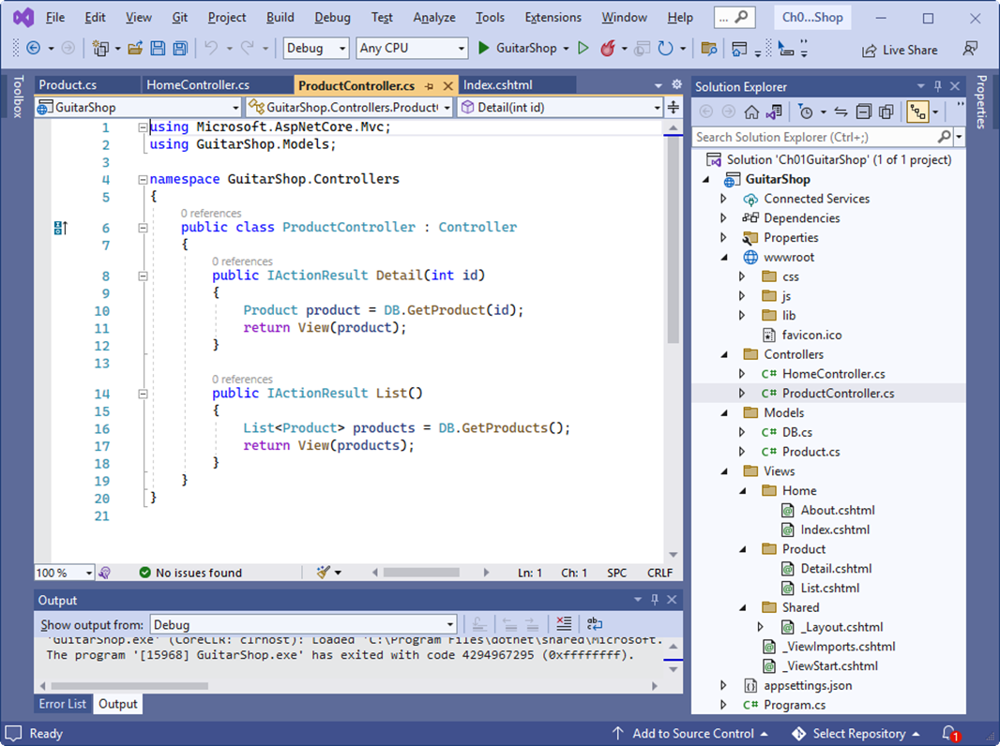 File Edit View Git Project Build Debug Test Analyze Tools Extensions Window Help ... Ch0...Shop
Debug Any CPU GuitarShop Live Share
Toolbox
Product.cs HomeController.cs ProductController.cs Index.cshtml
GuitarShop GuitarShop.Controllers.Product Detail(int id)
1 using Microsoft.AspNetCore.Mvc;
2 using GuitarShop.Models;
3
4 namespace GuitarShop.Controllers
5 {
0 references
6 public class ProductController : Controller
7 {
0 references
8 public IActionResult Detail(int id)
9 {
10 Product product = DB.GetProduct(id);
11 return View(product);
12 }
13
0 references
14 public IActionResult List()
15 {
16 List<Product> products = DB.GetProducts();
17 return View(products);
18 }
19 }
20 }
21
100 % No issues found Ln: 1 Ch: 1 SPC CRLF
Output
Show output from: Debug
'GuitarShop.exe' (CoreCLR: clrhost): Loaded 'C:\Program Files\dotnet\shared\Microsoft.
The program '[15968] GuitarShop.exe' has exited with code 4294967295 (0xffffffff).
Error List Output
Solution Explorer
Search Solution Explorer (Ctrl+;)
Solution 'Ch01GuitarShop' (1 of 1 project)
GuitarShop
Connected Services
Dependencies
Properties
wwwroot
css
js
lib
favicon.ico
Controllers
C# HomeController.cs
C# ProductController.cs
Models
C# DB.cs
C# Product.cs
Views
Home
About.cshtml
Index.cshtml
Product
Detail.cshtml
List.cshtml
Shared
_Layout.cshtml
_ViewImports.cshtml
_ViewStart.cshtml
appsettings.json
C# Program.cs
Properties
Ready Add to Source Control Select Repository 1